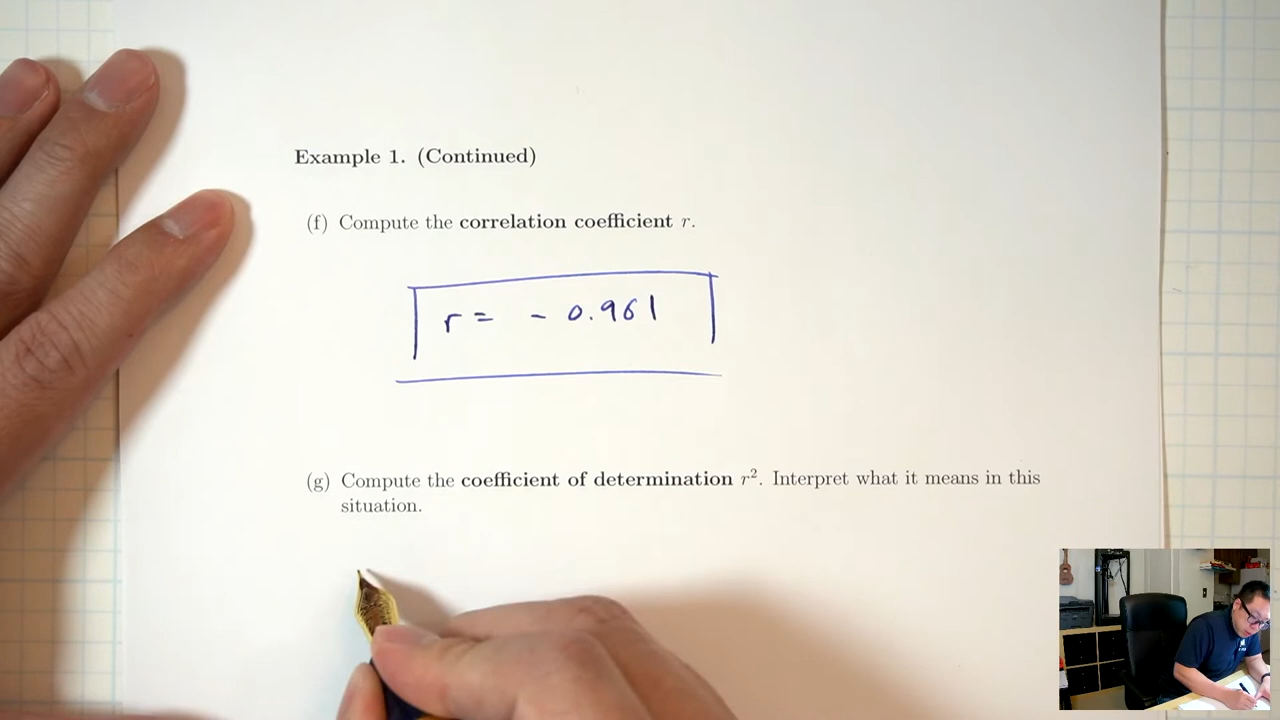 Example 1. (Continued)
(f) Compute the correlation coefficient r.
r = - 0.961
(g) Compute the coefficient of determination r². Interpret what it means in this
situation.